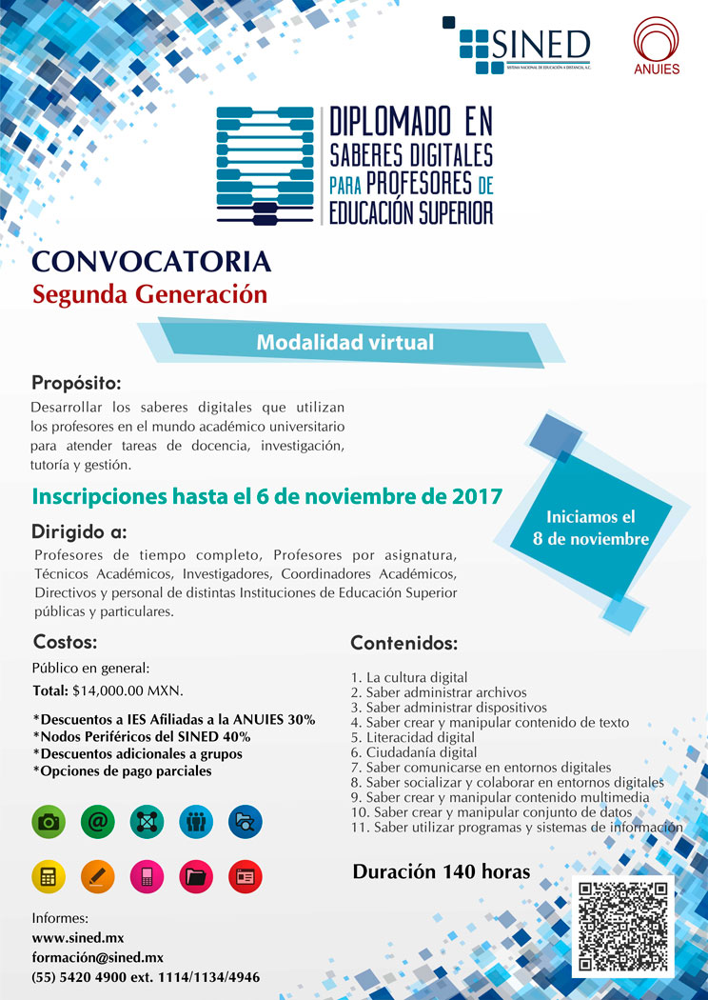 SINED
SISTEMA NACIONAL DE EDUCACIÓN A DISTANCIA, A.C.
ANUIES
DIPLOMADO EN
SABERES DIGITALES
PARA PROFESORES DE
EDUCACIÓN SUPERIOR
CONVOCATORIA
Segunda Generación
Modalidad virtual
Propósito:
Desarrollar los saberes digitales que utilizan
los profesores en el mundo académico universitario
para atender tareas de docencia, investigación,
tutoría y gestión.
Inscripciones hasta el 6 de noviembre de 2017
Iniciamos el
8 de noviembre
Dirigido a:
Profesores de tiempo completo, Profesores por asignatura,
Técnicos Académicos, Investigadores, Coordinadores Académicos,
Directivos y personal de distintas Instituciones de Educación Superior
públicas y particulares.
Costos:
Público en general:
Total: $14,000.00 MXN.
*Descuentos a IES Afiliadas a la ANUIES 30%
*Nodos Periféricos del SINED 40%
*Descuentos adicionales a grupos
*Opciones de pago parciales
Contenidos:
1. La cultura digital
2. Saber administrar archivos
3. Saber administrar dispositivos
4. Saber crear y manipular contenido de texto
5. Literacidad digital
6. Ciudadanía digital
7. Saber comunicarse en entornos digitales
8. Saber socializar y colaborar en entornos digitales
9. Saber crear y manipular contenido multimedia
10. Saber crear y manipular conjunto de datos
11. Saber utilizar programas y sistemas de información
Duración 140 horas
Informes:
www.sined.mx
formación@sined.mx
(55) 5420 4900 ext. 1114/1134/4946